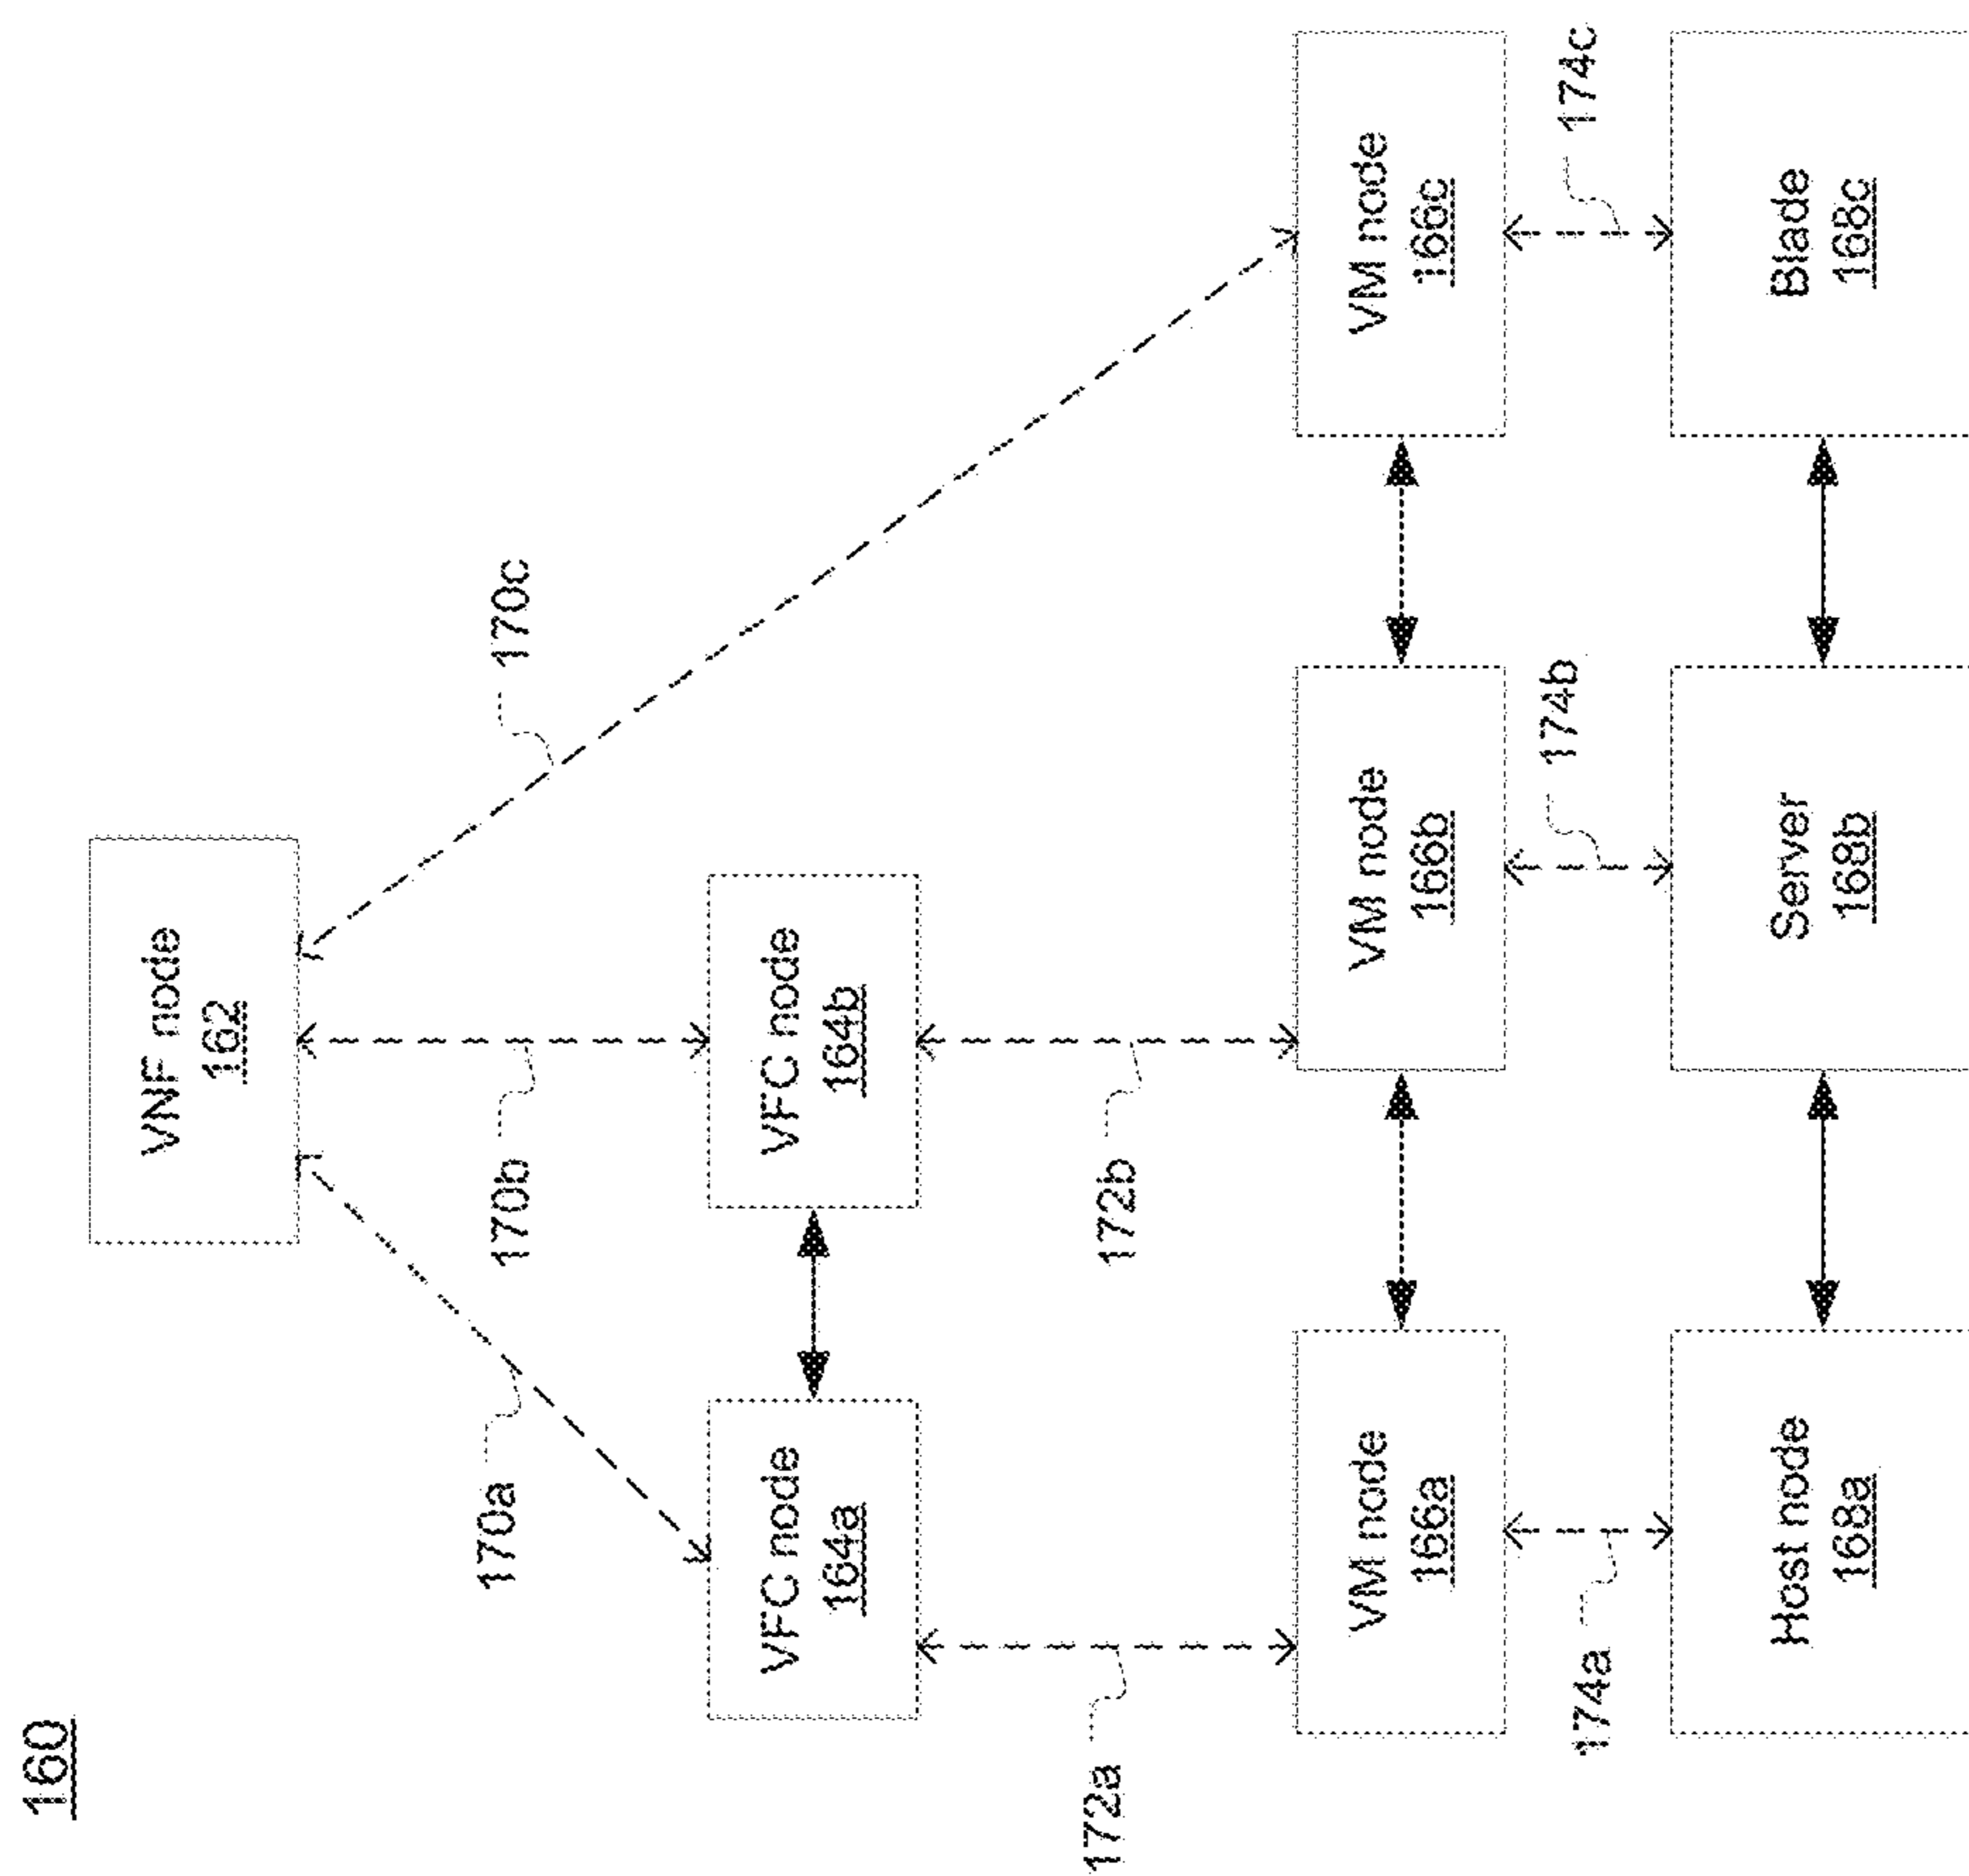 160
VNF node
162
170a
170b
170c
VFC node
164a
VFC node
164b
172a
172b
VM node
166a
VM node
166b
VM node
166c
174a
174b
174c
Host node
168a
Server
168b
Blade
168c